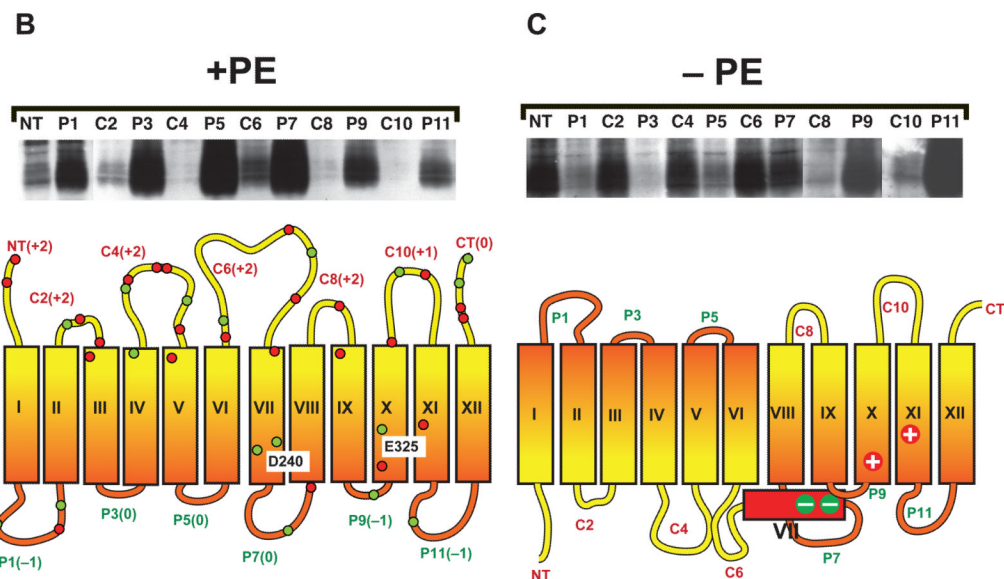 B
+PE
NT P1 C2 P3 C4 P5 C6 P7 C8 P9 C10 P11
NT(+2)
C2(+2)
C4(+2)
C6(+2)
C8(+2)
C10(+1)
CT(0)
I II III IV V VI VII VIII IX X XI XII
D240
E325
P1(–1)
P3(0)
P5(0)
P7(0)
P9(–1)
P11(–1)
C
– PE
NT P1 C2 P3 C4 P5 C6 P7 C8 P9 C10 P11
P1
P3
P5
C8
C10
CT
I II III IV V VI VIII IX X XI XII
+
+
– –
VII
NT
C2
C4
C6
P7
P9
P11